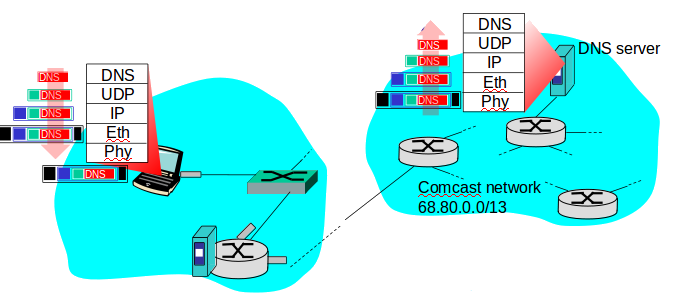 DNS
DNS
DNS
DNS
DNS
DNS
UDP
IP
Eth
Phy
DNS
DNS
DNS
DNS
DNS
UDP
IP
Eth
Phy
DNS server
Comcast network
68.80.0.0/13